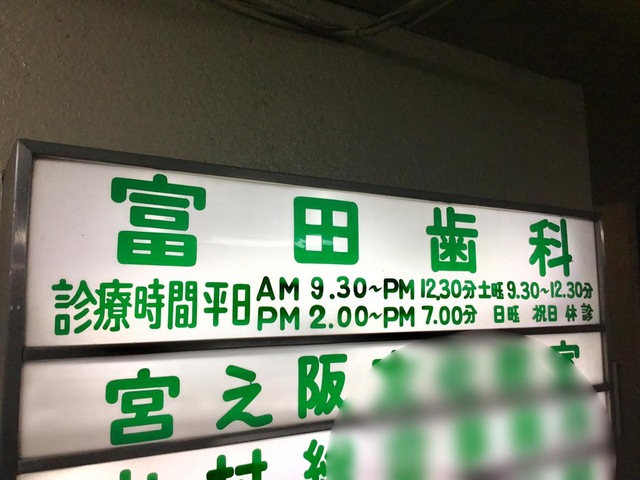 富田歯科
診療時間 平日 AM 9.30～PM 12.30分 土曜 9.30～12.30分
PM 2.00～PM 7.00分 日曜 祝日 休診
宮之阪
村